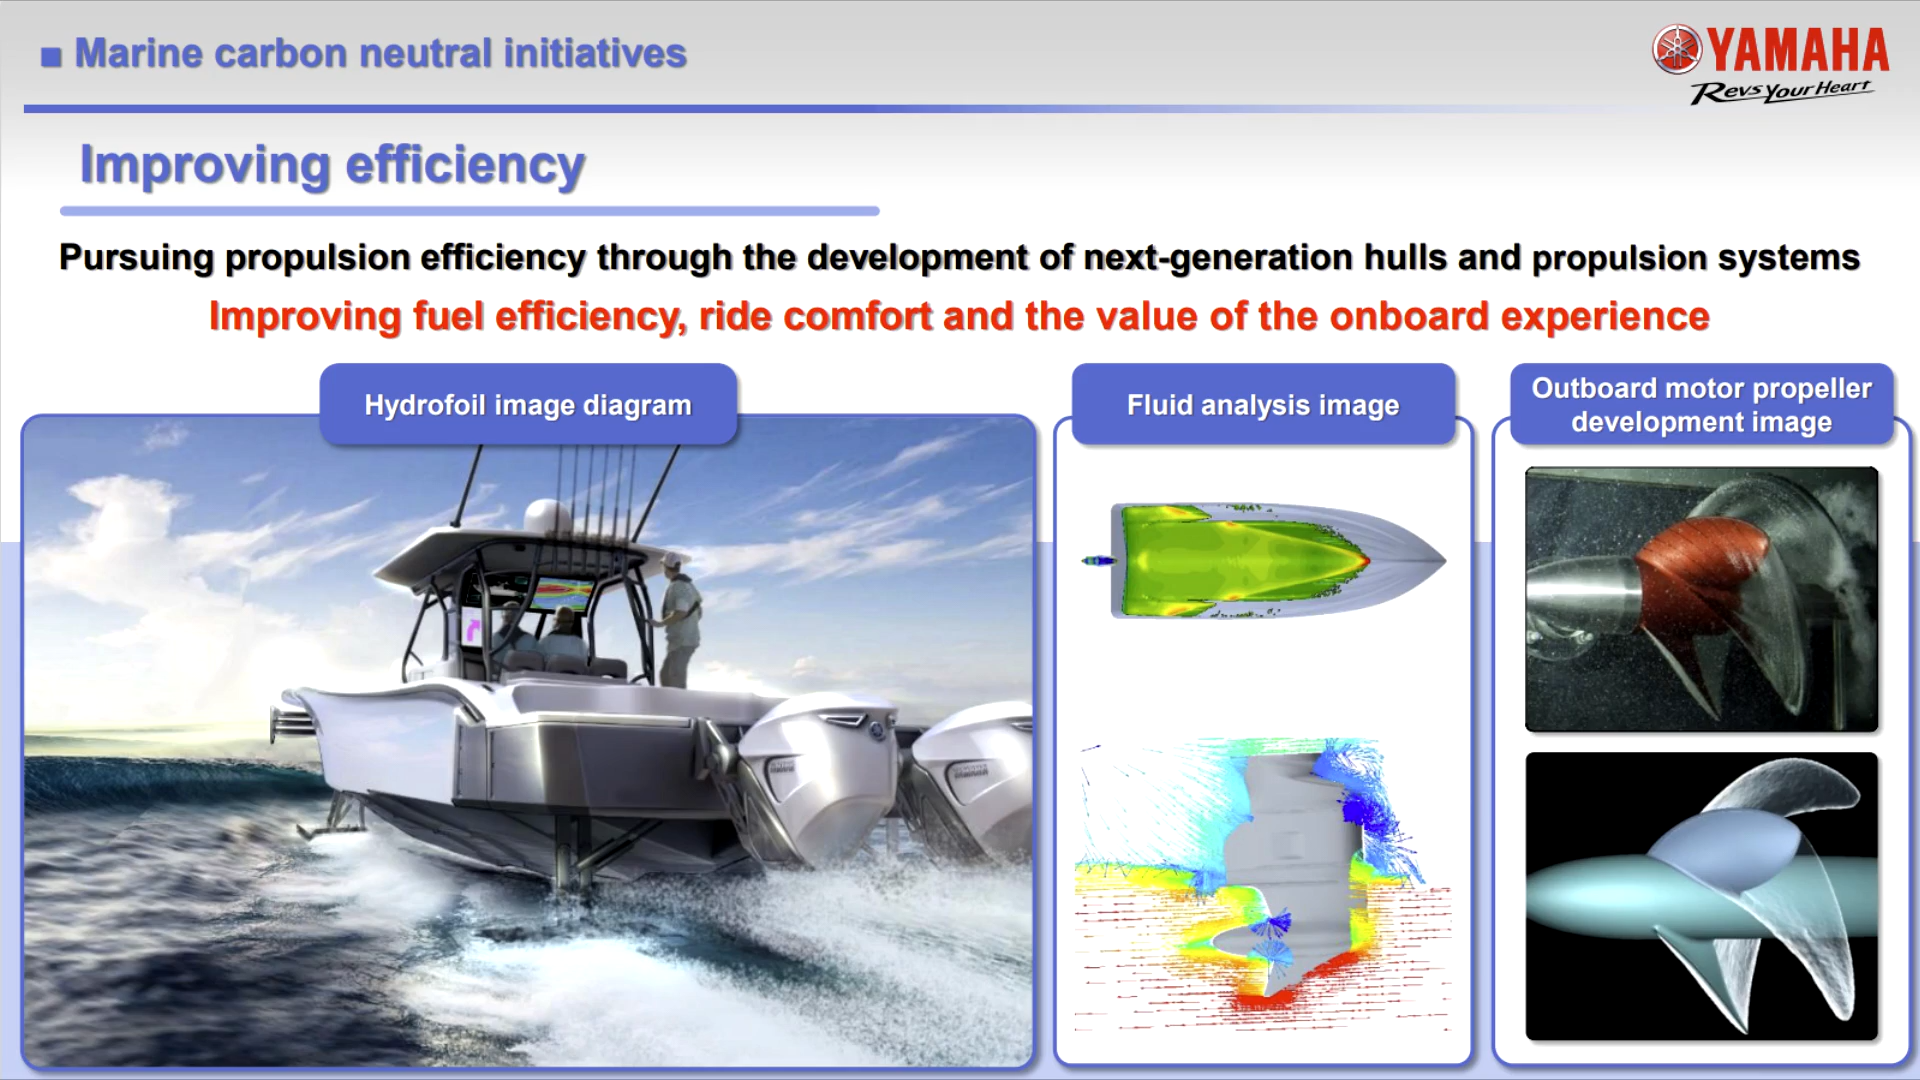 ■ Marine carbon neutral initiatives
YAMAHA
Revs Your Heart
Improving efficiency
Pursuing propulsion efficiency through the development of next-generation hulls and propulsion systems
Improving fuel efficiency, ride comfort and the value of the onboard experience
Hydrofoil image diagram
Fluid analysis image
Outboard motor propeller
development image